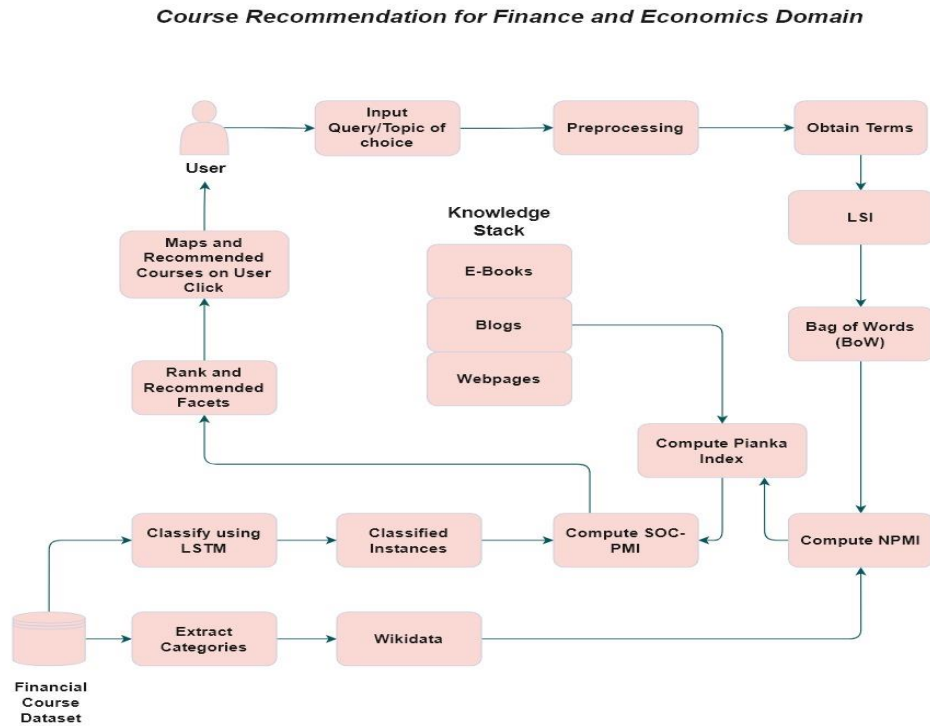 Course Recommendation for Finance and Economics Domain
Input
Query/Topic of
choice
Preprocessing
Obtain Terms
User
LSI
Knowledge
Stack
Maps and
Recommended
Courses on User
Click
E-Books
Blogs
Webpages
Bag of Words
(BoW)
Rank and
Recommended
Facets
Compute Pianka
Index
Classify using
LSTM
Classified
Instances
Compute SOC-
PMI
Compute NPMI
Extract
Categories
Wikidata
Financial
Course
Dataset